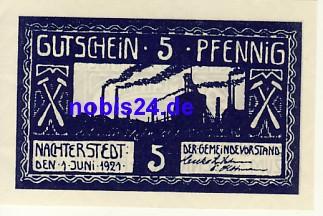 GUTSCHEIN · 5 · PFENNIG
nobis24.de
NACHTERSTEDT:
DEN · 1 · JUNI 1921 ·
5
DER GEMEINDEVORSTAND